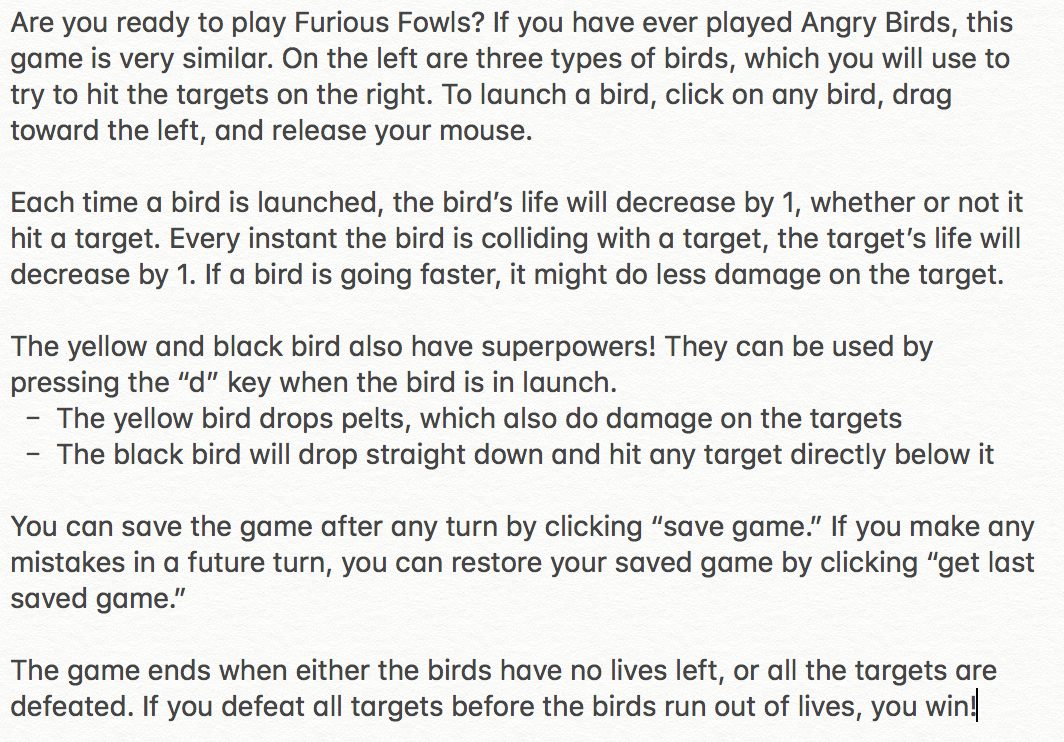 Are you ready to play Furious Fowls? If you have ever played Angry Birds, this
game is very similar. On the left are three types of birds, which you will use to
try to hit the targets on the right. To launch a bird, click on any bird, drag
toward the left, and release your mouse.
Each time a bird is launched, the bird’s life will decrease by 1, whether or not it
hit a target. Every instant the bird is colliding with a target, the target’s life will
decrease by 1. If a bird is going faster, it might do less damage on the target.
The yellow and black bird also have superpowers! They can be used by
pressing the “d” key when the bird is in launch.
– The yellow bird drops pelts, which also do damage on the targets
– The black bird will drop straight down and hit any target directly below it
You can save the game after any turn by clicking “save game.” If you make any
mistakes in a future turn, you can restore your saved game by clicking “get last
saved game.”
The game ends when either the birds have no lives left, or all the targets are
defeated. If you defeat all targets before the birds run out of lives, you win!